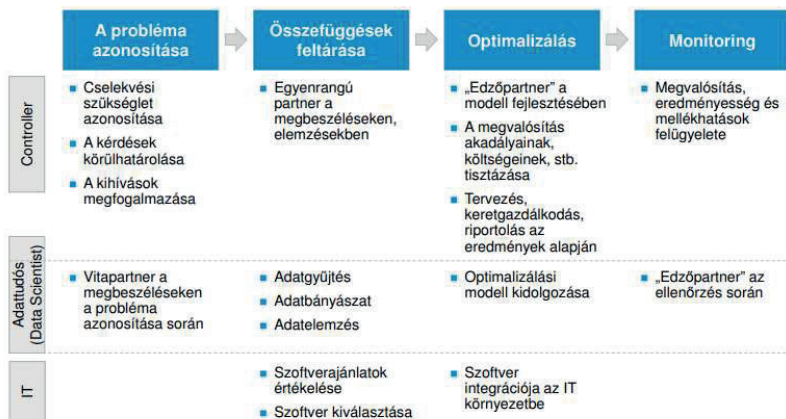 A probléma
azonosítása
Összefüggések
feltárása
Optimalizálás
Monitoring
Controller
Cselekvési
szükséglet
azonosítása
A kérdések
körülhatárolása
A kihívások
megfogalmazása
Egyenrangú
partner a
megbeszéléseken,
elemzésekben
„Edzőpartner” a
modell fejlesztésében
A megvalósítás
akadályainak,
költségeinek, stb.
tisztázása
Tervezés,
keretgazdálkodás,
riportolás az
eredmények alapján
Megvalósítás,
eredményesség és
mellékhatások
felügyelete
Adattudós
(Data Scientist)
Vitapartner a
megbeszéléseken
a probléma
azonosítása során
Adatgyűjtés
Adatbányászat
Adatelemzés
Optimalizálási
modell kidolgozása
„Edzőpartner” az
ellenőrzés során
IT
Szoftverajánlatok
értékelése
Szoftver kiválasztása
Szoftver
integrációja az IT
környezetbe